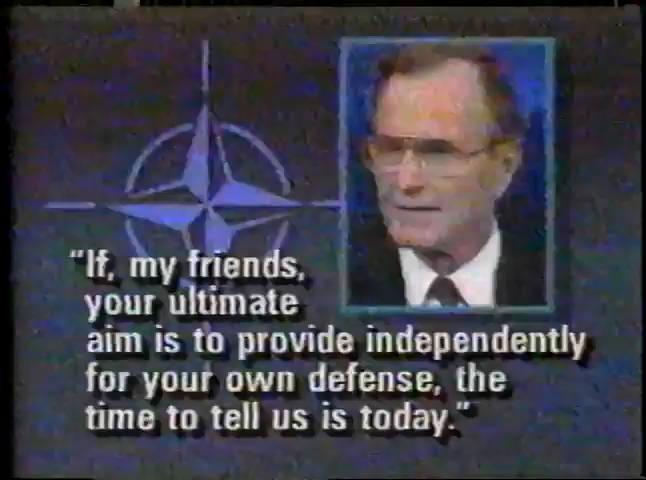 "If, my friends,
your ultimate
aim is to provide independently
for your own defense, the
time to tell us is today."